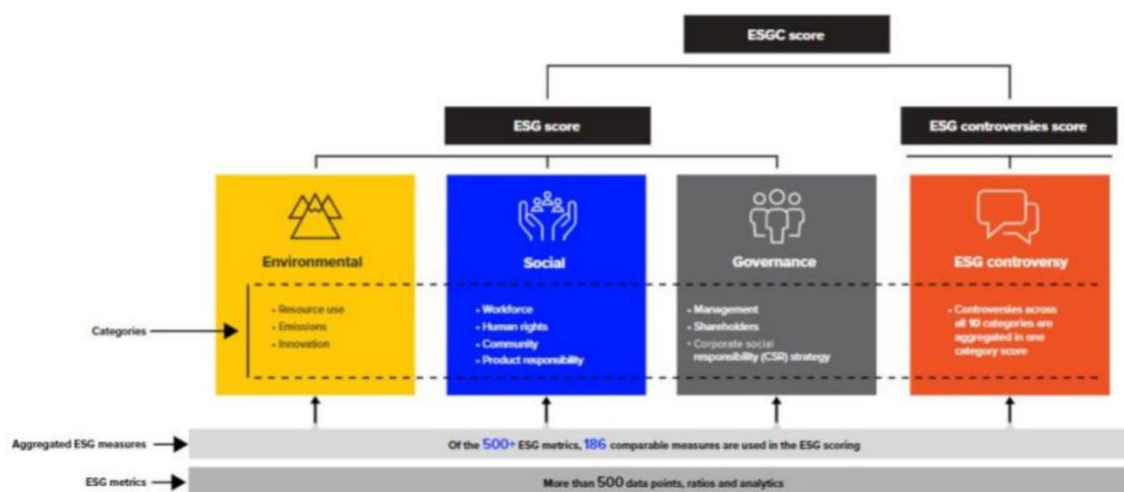 ESGC score
ESG score
ESG controversies score
Environmental
Social
Governance
ESG controversy
Categories
• Resource use
• Emissions
• Innovation
• Workforce
• Human rights
• Community
• Product responsibility
• Management
• Shareholders
• Corporate social
responsibility (CSR) strategy
• Controversies across
all 10 categories are
aggregated in one
category score
Aggregated ESG measures
Of the 500+ ESG metrics, 186 comparable measures are used in the ESG scoring
ESG metrics
More than 500 data points, ratios and analytics